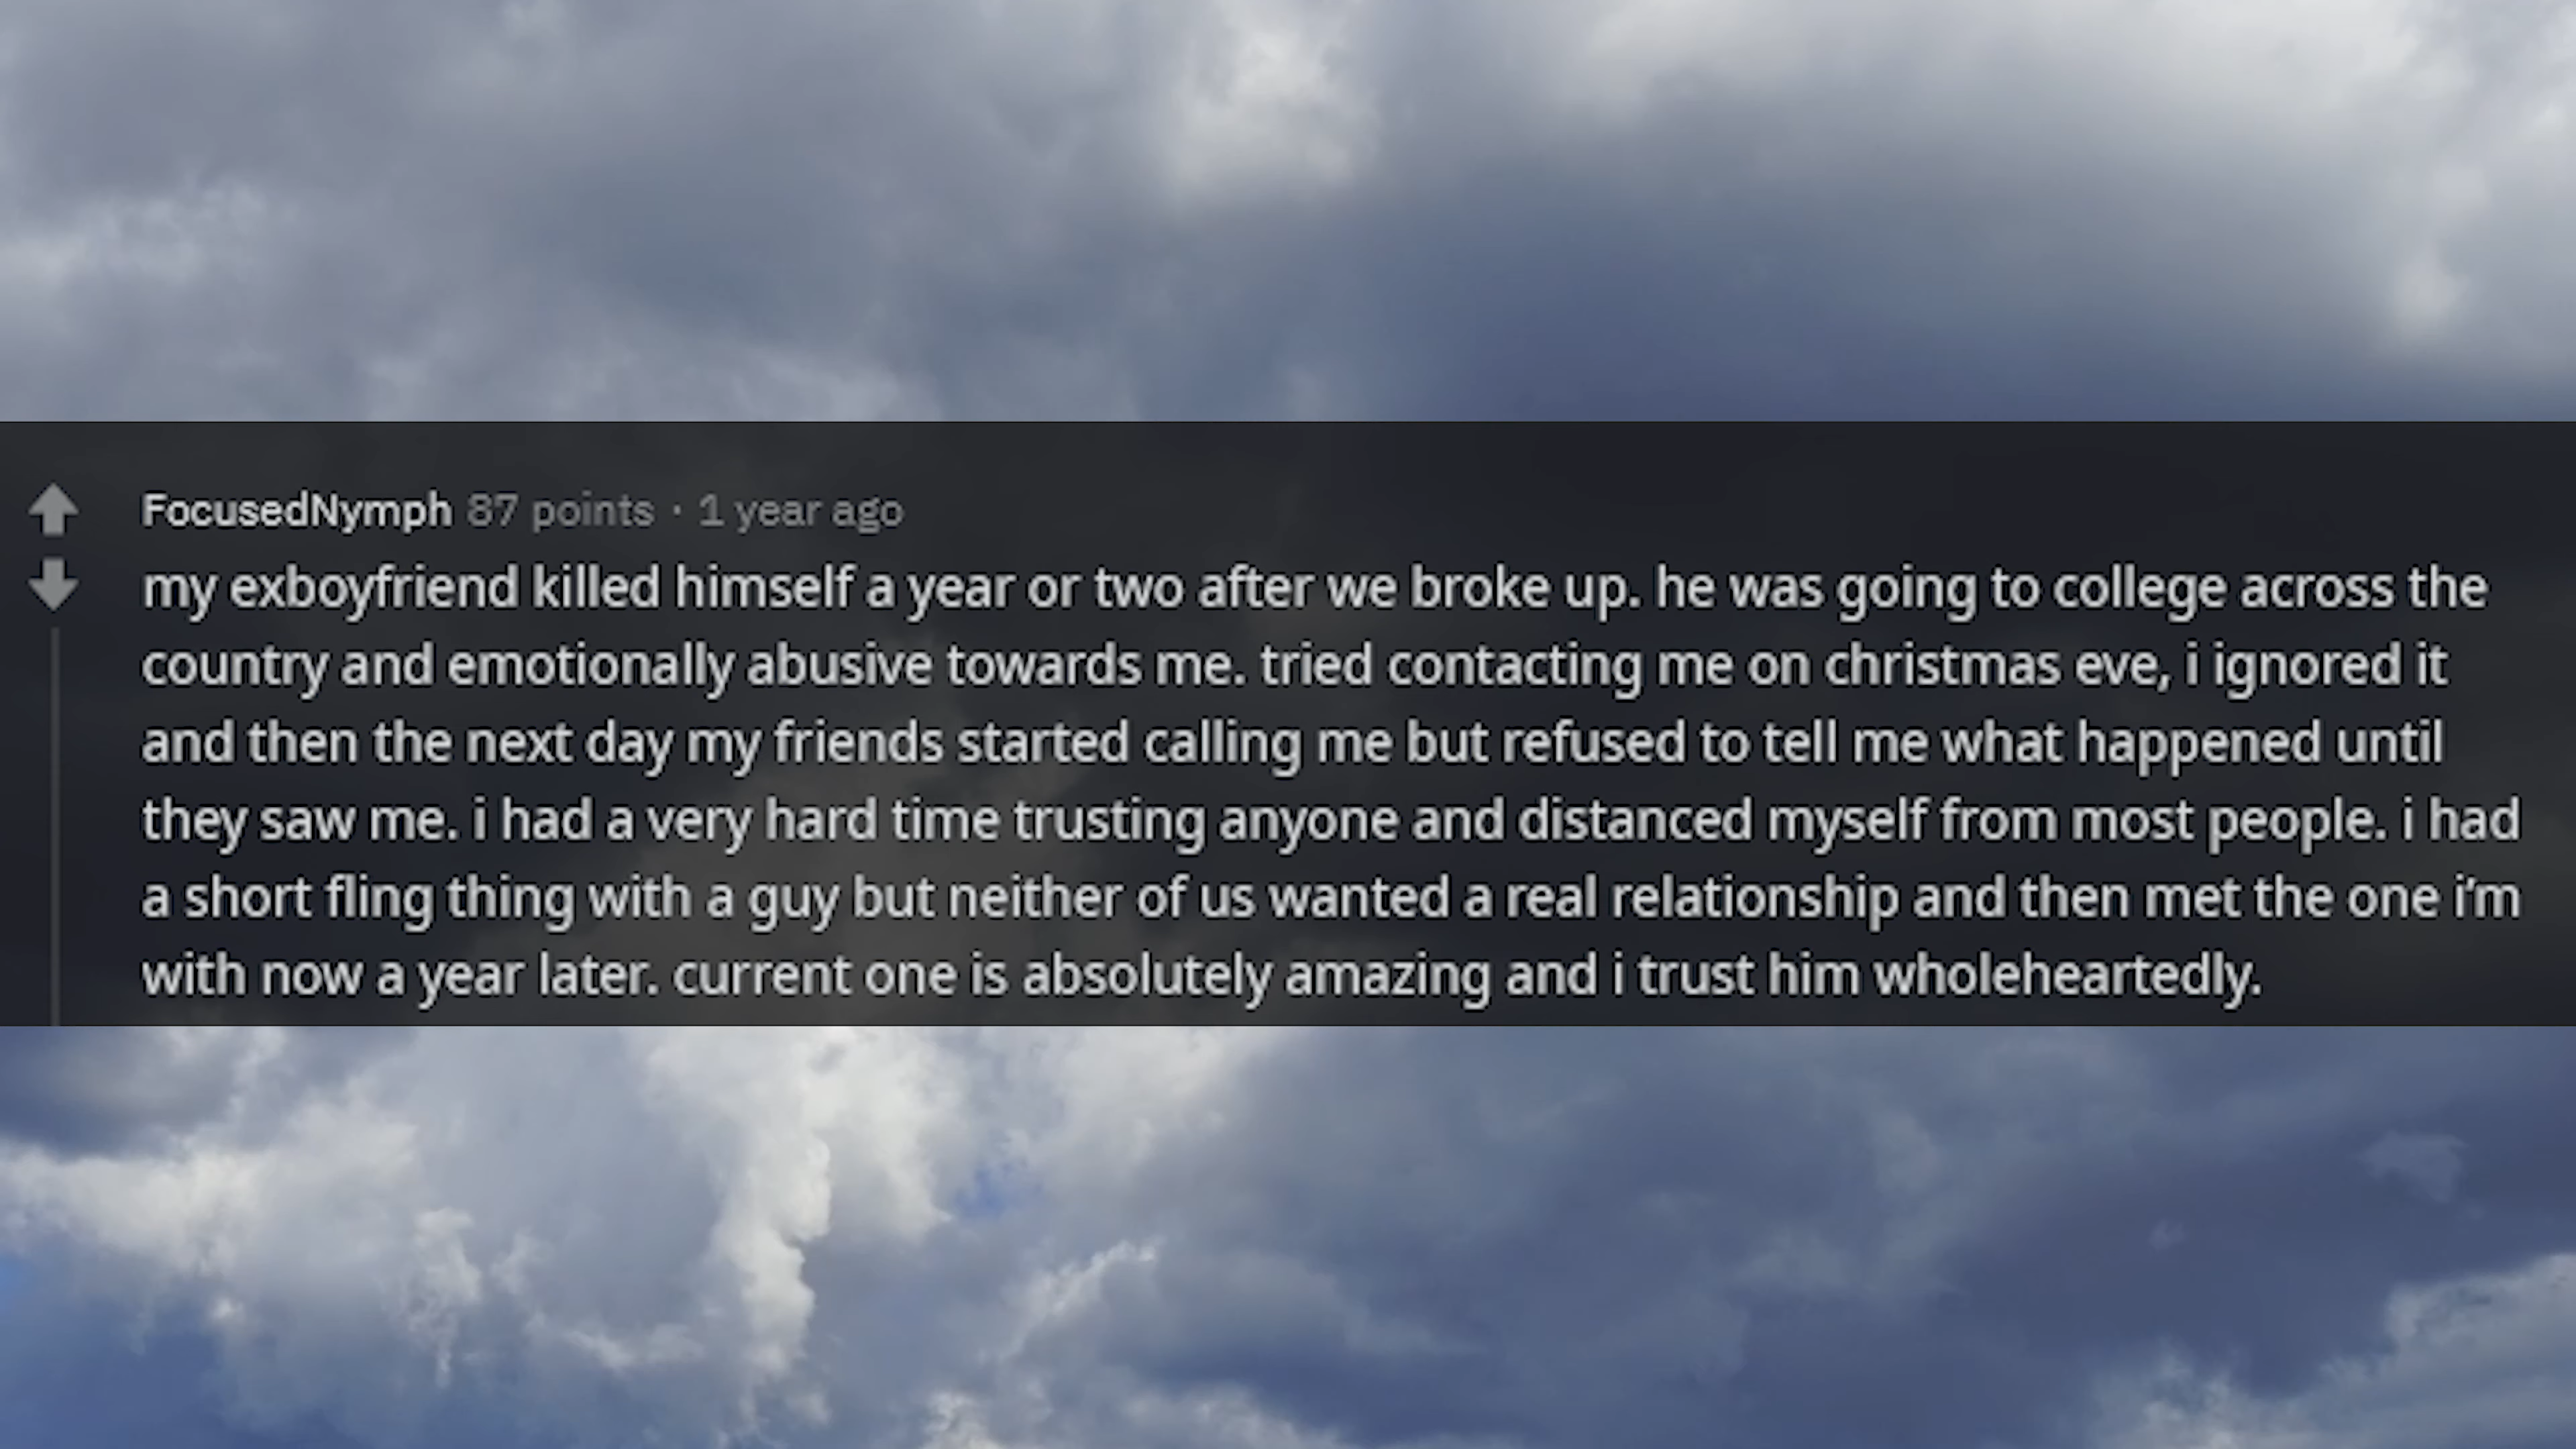 FocusedNymph 87 points · 1 year ago
my exboyfriend killed himself a year or two after we broke up. he was going to college across the
country and emotionally abusive towards me. tried contacting me on christmas eve, i ignored it
and then the next day my friends started calling me but refused to tell me what happened until
they saw me. i had a very hard time trusting anyone and distanced myself from most people. i had
a short fling thing with a guy but neither of us wanted a real relationship and then met the one i'm
with now a year later. current one is absolutely amazing and i trust him wholeheartedly.